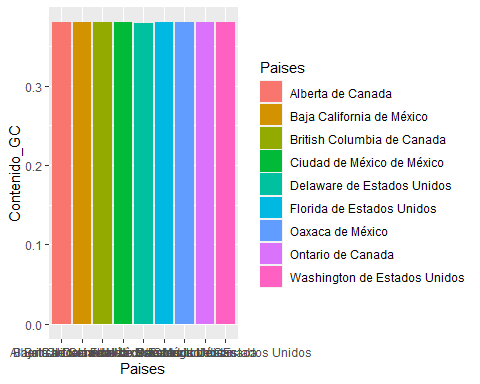 Contenido_GC
0.3
0.2
0.1
0.0
Estados Unidos
Paises
Paises
Alberta de Canada
Baja California de México
British Columbia de Canada
Ciudad de México de México
Delaware de Estados Unidos
Florida de Estados Unidos
Oaxaca de México
Ontario de Canada
Washington de Estados Unidos